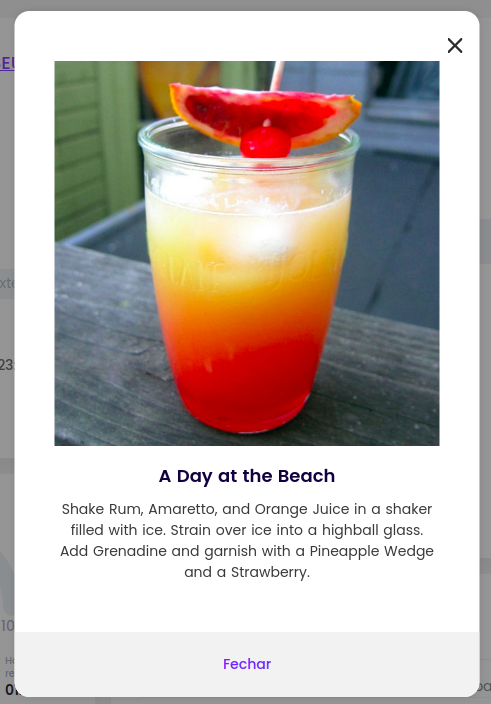 A Day at the Beach
Shake Rum, Amaretto, and Orange Juice in a shaker
filled with ice. Strain over ice into a highball glass.
Add Grenadine and garnish with a Pineapple Wedge
and a Strawberry.
Fechar